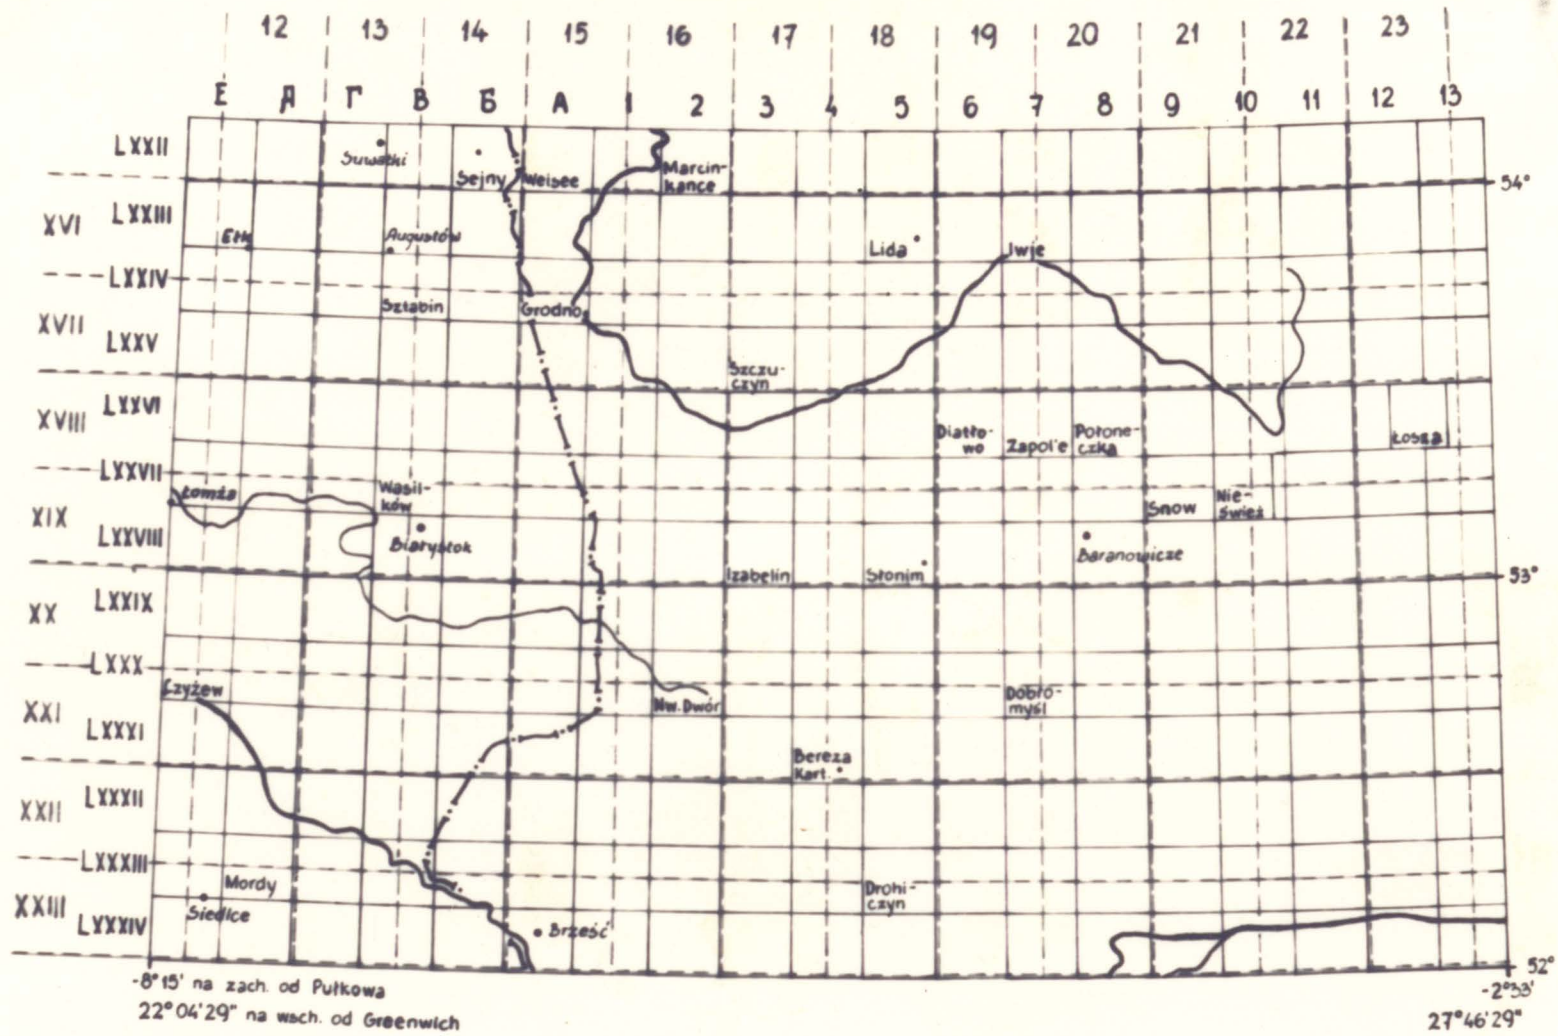 12 13 14 15 16 17 18 19 20 21 22 23
Е Д Г В Б А 1 2 3 4 5 6 7 8 9 10 11 12 13
LXXII
Suwałki
Sejny
Weisee
Marcin-
kance
54°
XVI
LXXIII
Ełk
Augustów
Lida
Iwje
LXXIV
Sztabin
Grodno
XVII
LXXV
Szczu-
czyn
XVIII
LXXVI
Diatło-
wo
Zapol'e
Połone-
czka
Łosza
LXXVII
Łomża
Wasil-
ków
Snow
Nie-
śwież
XIX
LXXVIII
Białystok
Baranowicze
Izabelin
Słonim
53°
XX
LXXIX
LXXX
Czyżew
Nw. Dwór
Dobro-
myśl
XXI
LXXXI
Bereza
Kart.
XXII
LXXXII
LXXXIII
Mordy
Drohi-
czyn
XXIII
Siedlce
LXXXIV
Brześć
52°
-8°15' na zach. od Pułkowa
-2°33'
22°04'29" na wsch. od Greenwich
27°46'29"